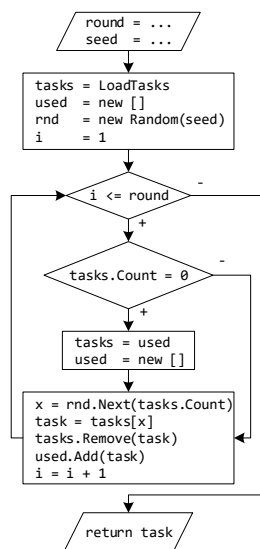 round = ...
seed = ...
tasks = LoadTasks
used = new []
rnd = new Random(seed)
i = 1
i <= round
-
+
tasks.Count = 0
-
+
tasks = used
used = new []
x = rnd.Next(tasks.Count)
task = tasks[x]
tasks.Remove(task)
used.Add(task)
i = i + 1
return task